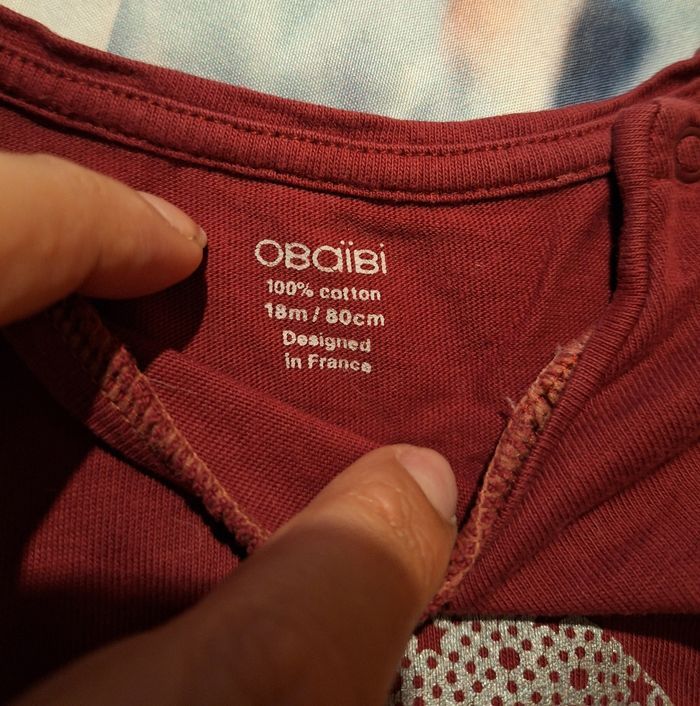 OBaïBi
100% cotton
18m / 80cm
Designed
in France